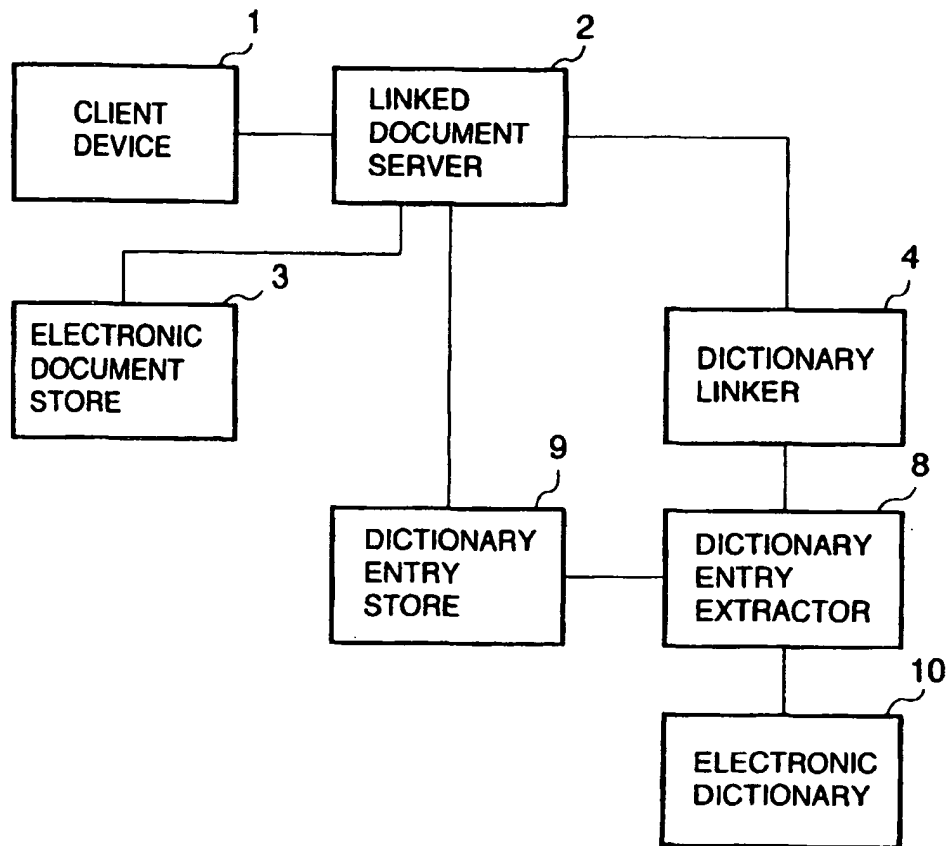 1
CLIENT
DEVICE
2
LINKED
DOCUMENT
SERVER
3
ELECTRONIC
DOCUMENT
STORE
4
DICTIONARY
LINKER
9
DICTIONARY
ENTRY
STORE
8
DICTIONARY
ENTRY
EXTRACTOR
10
ELECTRONIC
DICTIONARY